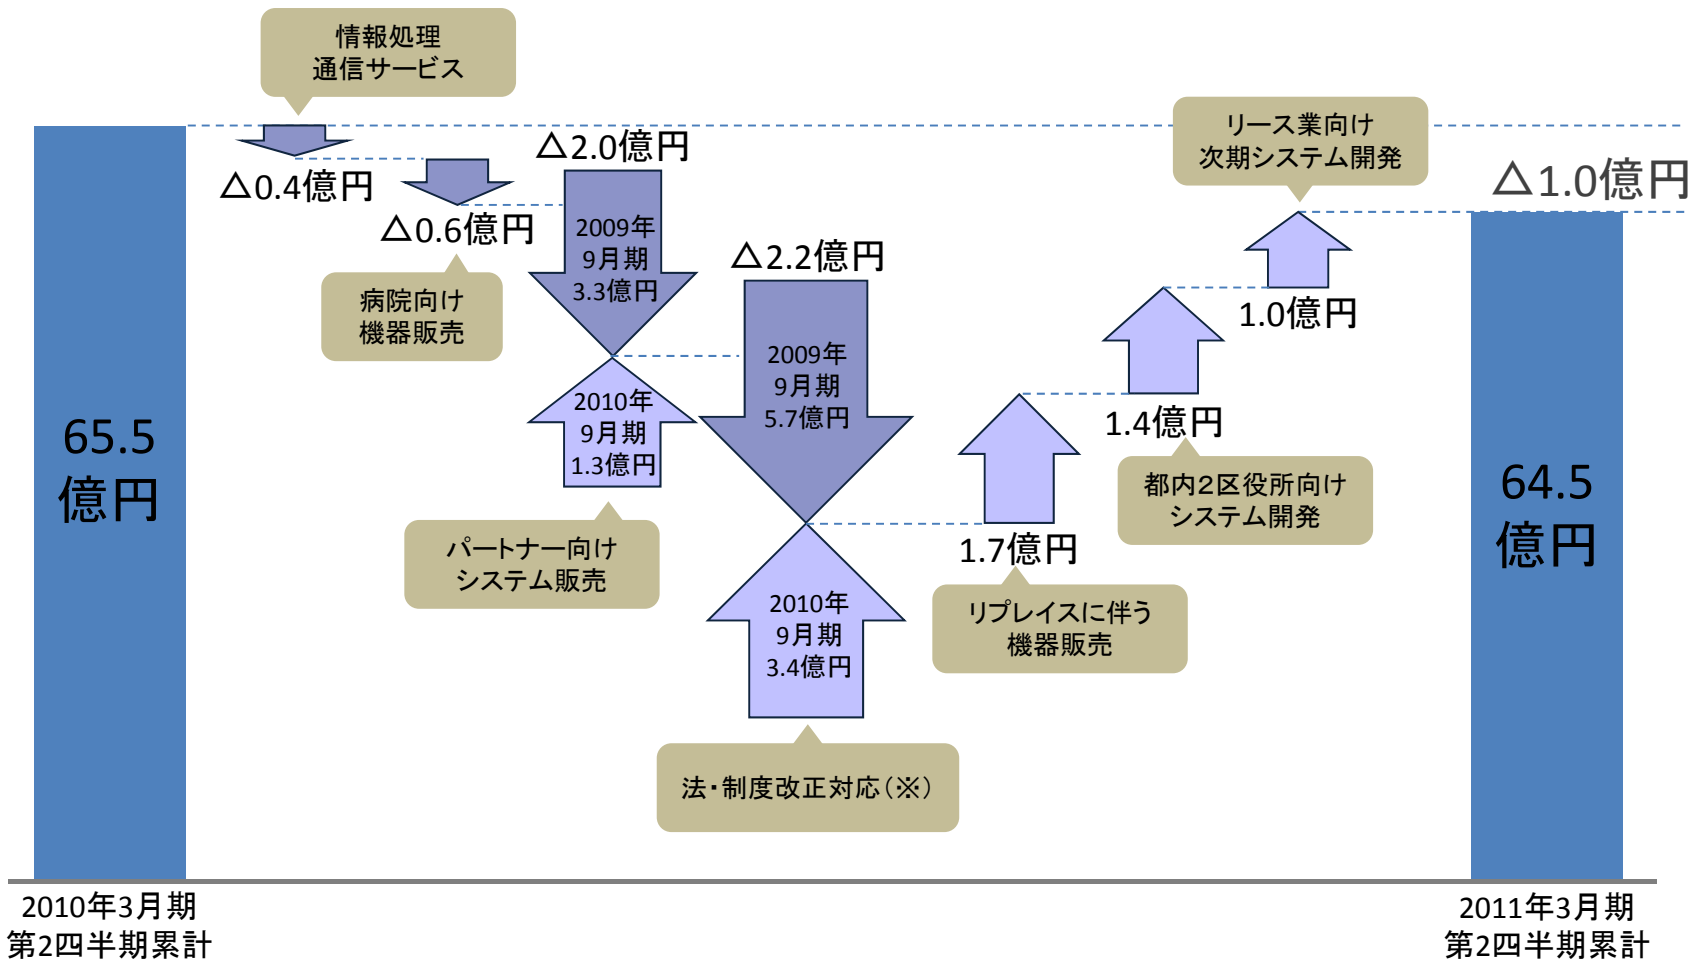 情報処理
通信サービス
△0.4億円
△0.6億円
病院向け
機器販売
△2.0億円
2009年
9月期
3.3億円
2010年
9月期
1.3億円
パートナー向け
システム販売
△2.2億円
2009年
9月期
5.7億円
2010年
9月期
3.4億円
法・制度改正対応(※)
1.7億円
リプレイスに伴う
機器販売
1.4億円
都内2区役所向け
システム開発
リース業向け
次期システム開発
1.0億円
△1.0億円
65.5
億円
64.5
億円
2010年3月期
第2四半期累計
2011年3月期
第2四半期累計